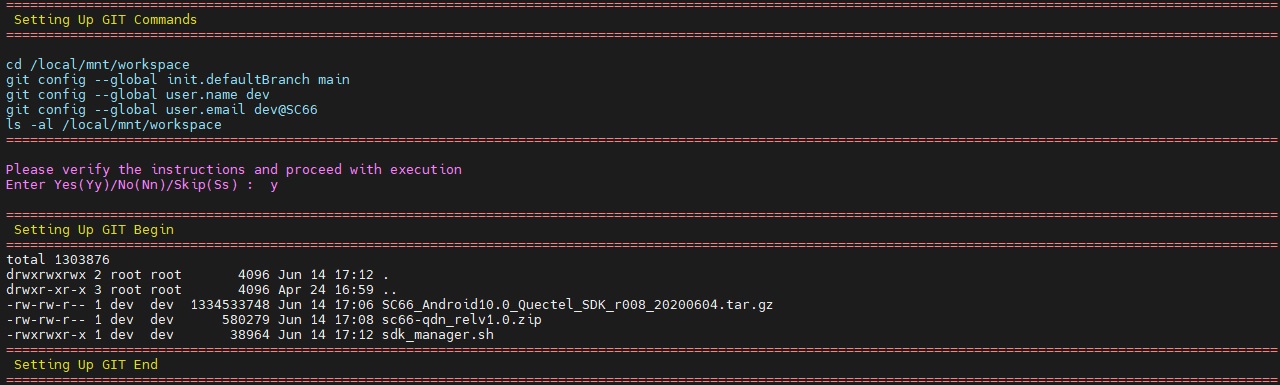 ================================================================================
 Setting Up GIT Commands
================================================================================
cd /local/mnt/workspace
git config --global init.defaultBranch main
git config --global user.name dev
git config --global user.email dev@SC66
ls -al /local/mnt/workspace
================================================================================
Please verify the instructions and proceed with execution
Enter Yes(Yy)/No(Nn)/Skip(Ss) :  y
================================================================================
 Setting Up GIT Begin
================================================================================
total 1303876
drwxrwxrwx 2 root root       4096 Jun 14 17:12 .
drwxr-xr-x 3 root root       4096 Apr 24 16:59 ..
-rw-rw-r-- 1 dev  dev  1334533748 Jun 14 17:06 SC66_Android10.0_Quectel_SDK_r008_20200604.tar.gz
-rw-rw-r-- 1 dev  dev      580279 Jun 14 17:08 sc66-qdn_relv1.0.zip
-rwxrwxr-x 1 dev  dev       38964 Jun 14 17:12 sdk_manager.sh
================================================================================
 Setting Up GIT End
================================================================================